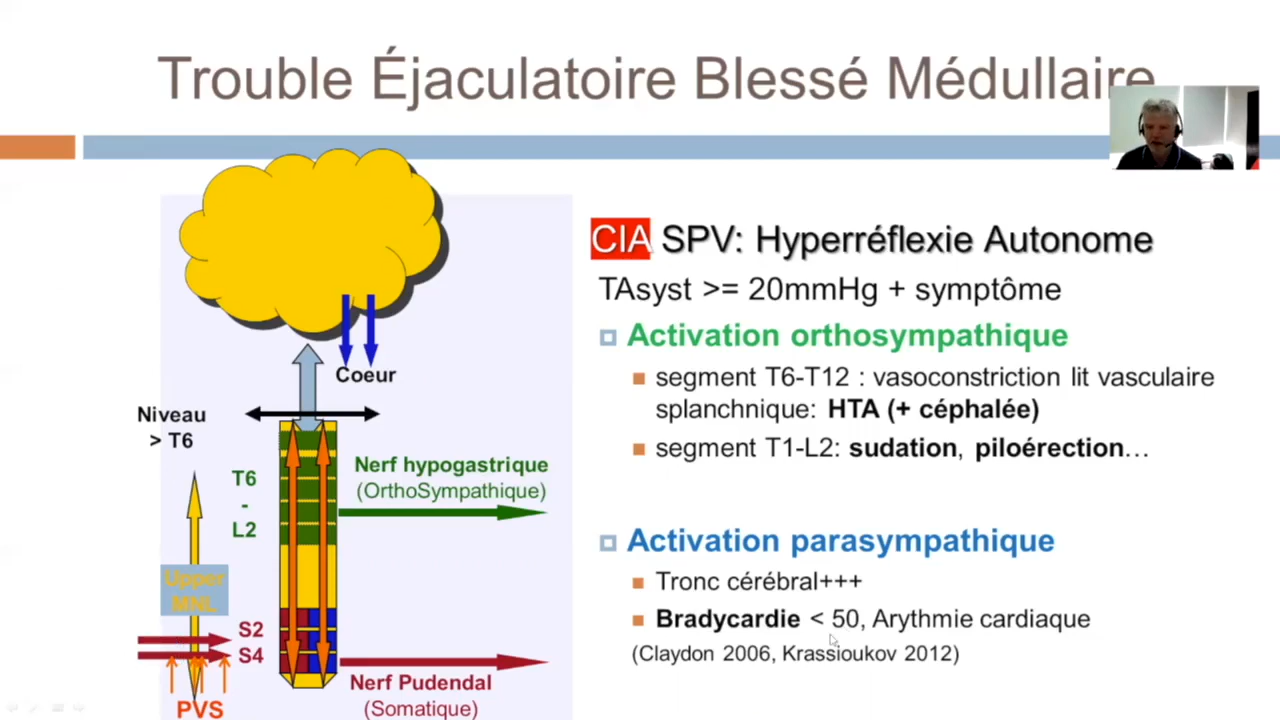 Trouble Éjaculatoire Blessé Médullaire
Coeur
Niveau
> T6
T6
-
L2
Nerf hypogastrique
(OrthoSympathique)
Upper
MNL
S2
S4
PVS
Nerf Pudendal
(Somatique)
CIA SPV: Hyperréflexie Autonome
TAsyst >= 20mmHg + symptôme
Activation orthosympathique
segment T6-T12 : vasoconstriction lit vasculaire
splanchnique: HTA (+ céphalée)
segment T1-L2: sudation, piloérection…
Activation parasympathique
Tronc cérébral+++
Bradycardie < 50, Arythmie cardiaque
(Claydon 2006, Krassioukov 2012)